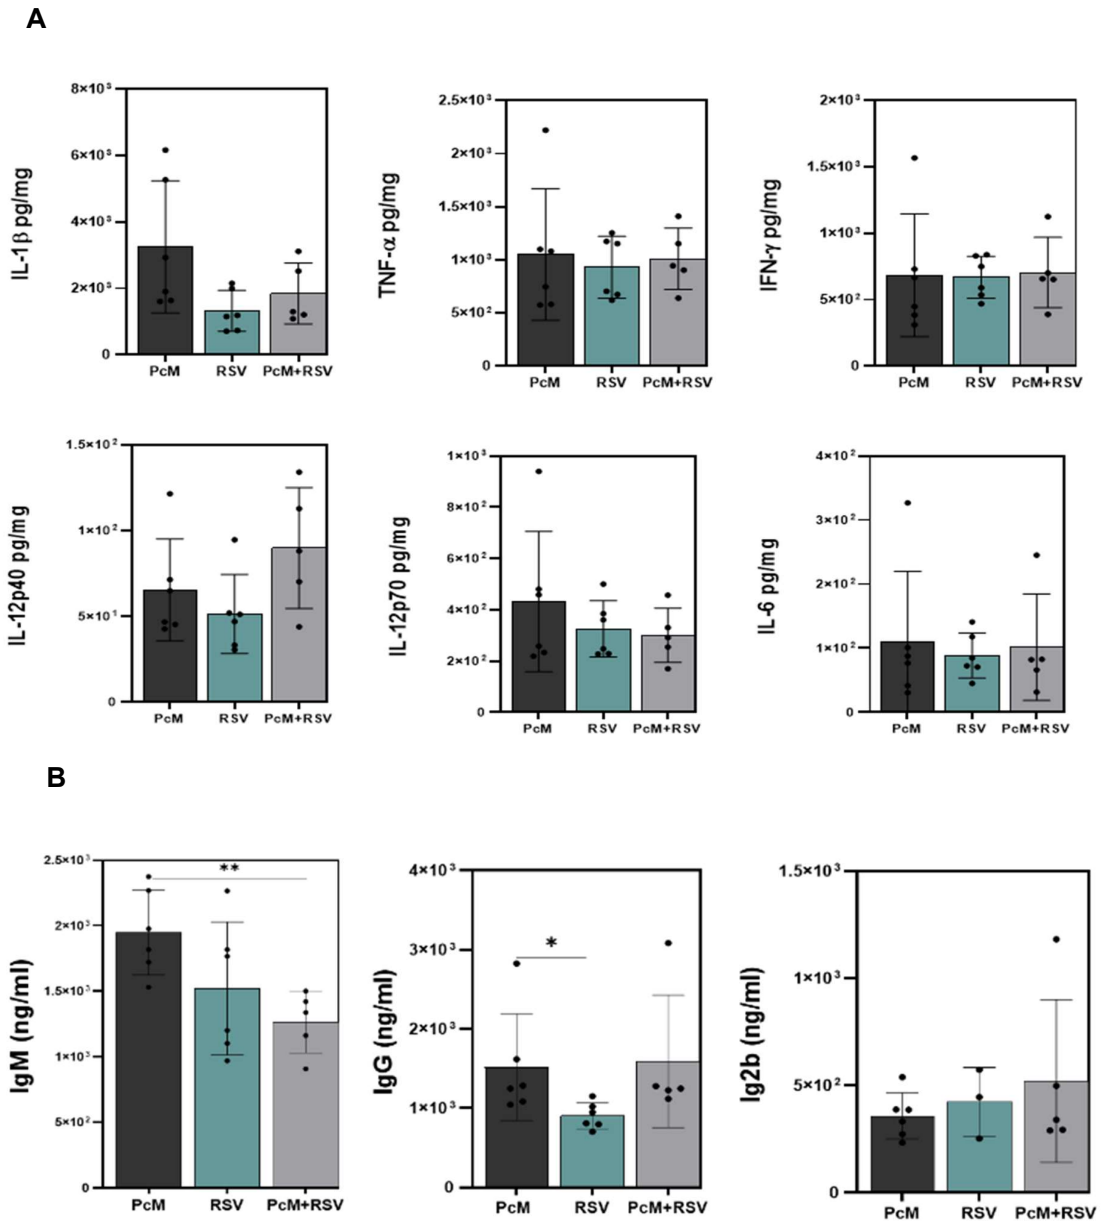 A
IL-1β pg/mg
8×10⁵
6×10⁵
4×10³
2×10⁵
0
PcM RSV PcM+RSV
TNF-α pg/mg
2.5×10³
2×10³
1.5×10³
1×10³
5×10²
0
PcM RSV PcM+RSV
IFN-γ pg/mg
2×10³
1.5×10³
1×10³
5×10²
0
PcM RSV PcM+RSV
IL-12p40 pg/mg
1.5×10²
1×10²
5×10¹
0
PcM RSV PcM+RSV
IL-12p70 pg/mg
1×10³
8×10²
6×10²
4×10²
2×10²
0
PcM RSV PcM+RSV
IL-6 pg/mg
4×10²
3×10²
2×10²
1×10²
0
PcM RSV PcM+RSV
B
IgM (ng/ml)
2.5×10³
2×10³
1.5×10³
1×10³
5×10²
0
**
PcM RSV PcM+RSV
IgG (ng/ml)
4×10³
3×10³
2×10³
1×10³
0
*
PcM RSV PcM+RSV
Ig2b (ng/ml)
1.5×10³
1×10³
5×10²
0
PcM RSV PcM+RSV